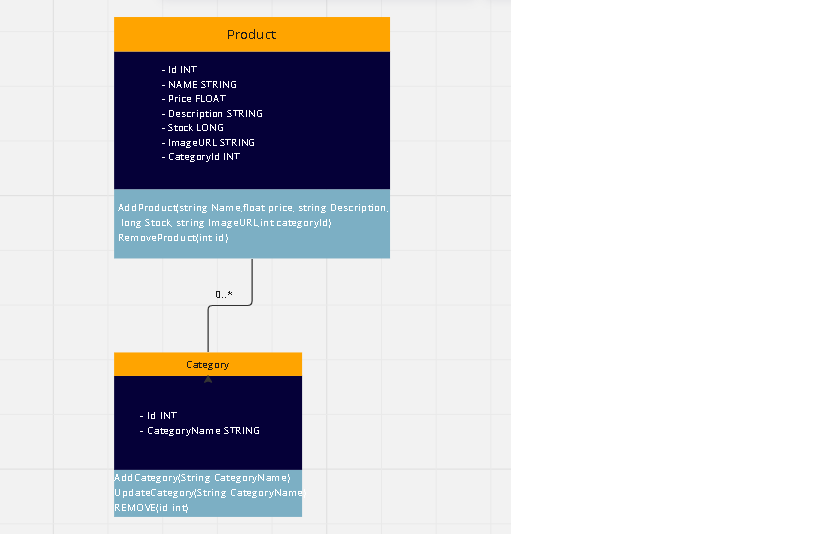 Product
- Id INT
- NAME STRING
- Price FLOAT
- Description STRING
- Stock LONG
- ImageURL STRING
- CategoryId INT
AddProduct(string Name,float price, string Description,
long Stock, string ImageURL,int categoryId)
RemoveProduct(int id)
0..*
Category
- Id INT
- CategoryName STRING
AddCategory(String CategoryName)
UpdateCategory(String CategoryName)
REMOVE(id int)